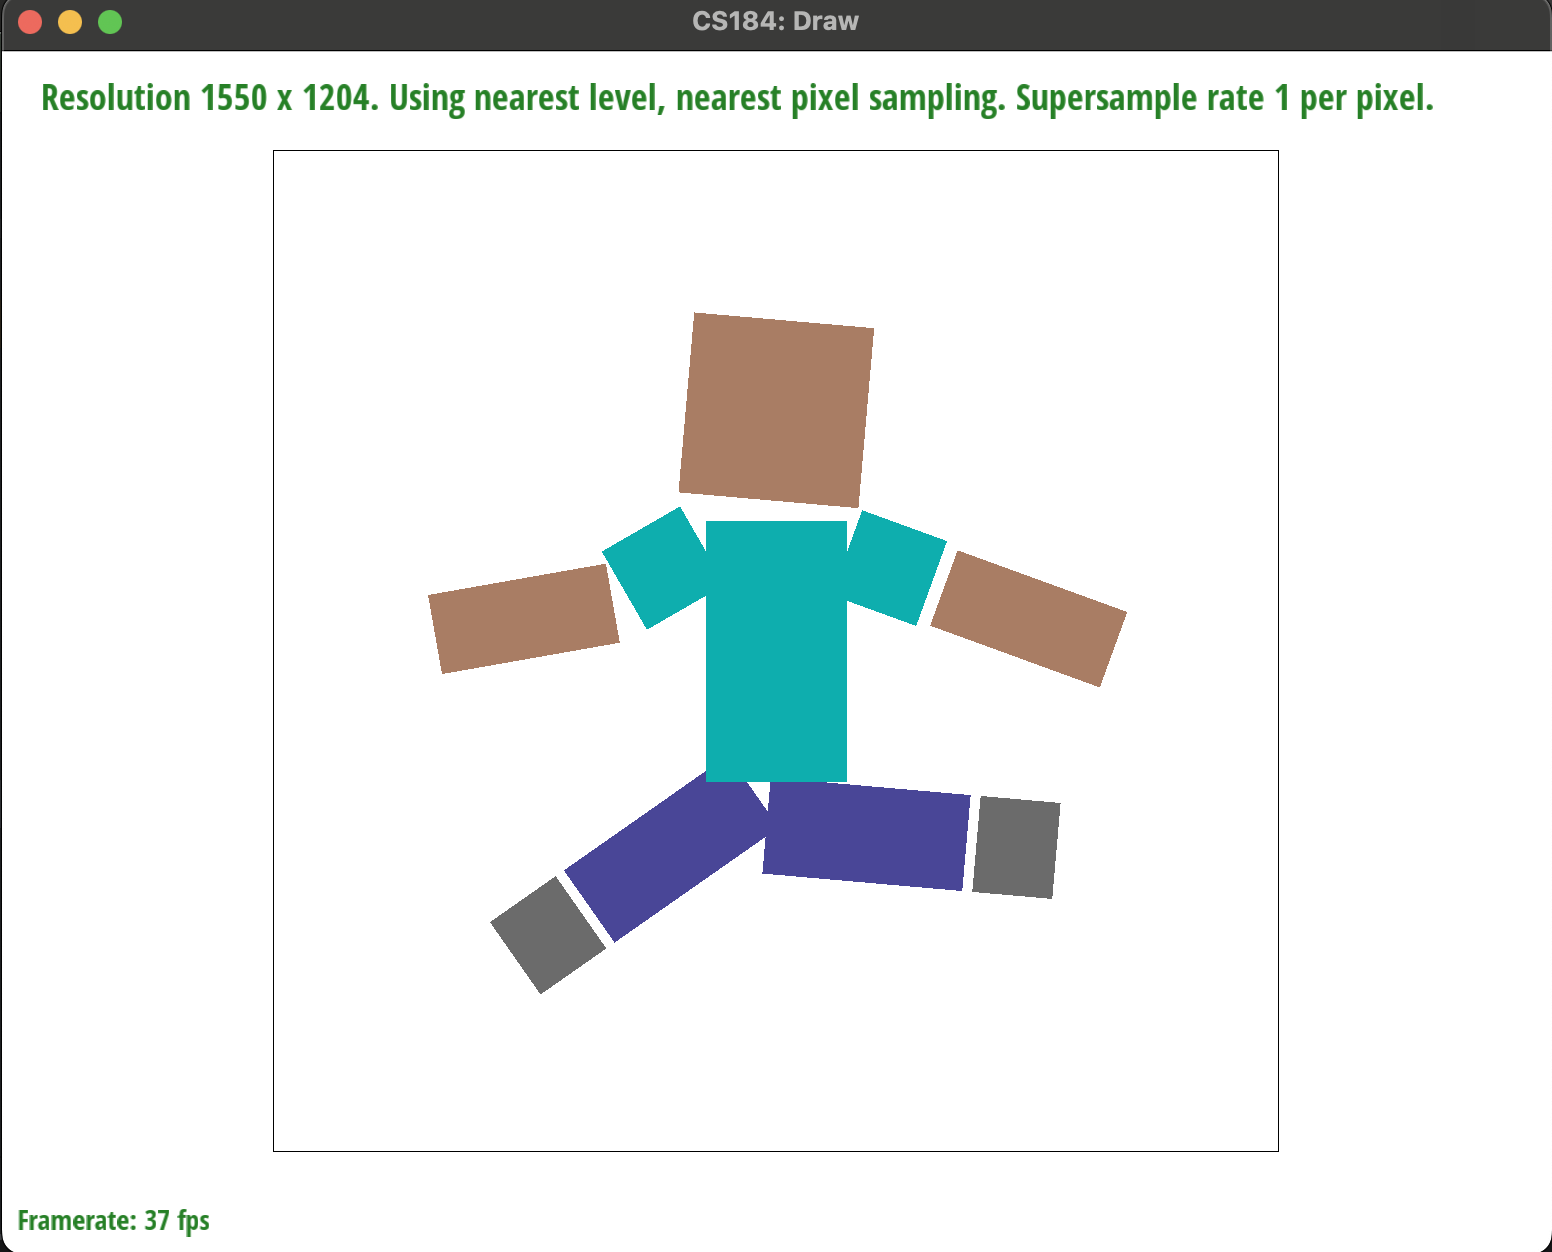 CS184: Draw
Resolution 1550 x 1204. Using nearest level, nearest pixel sampling. Supersample rate 1 per pixel.
Framerate: 37 fps